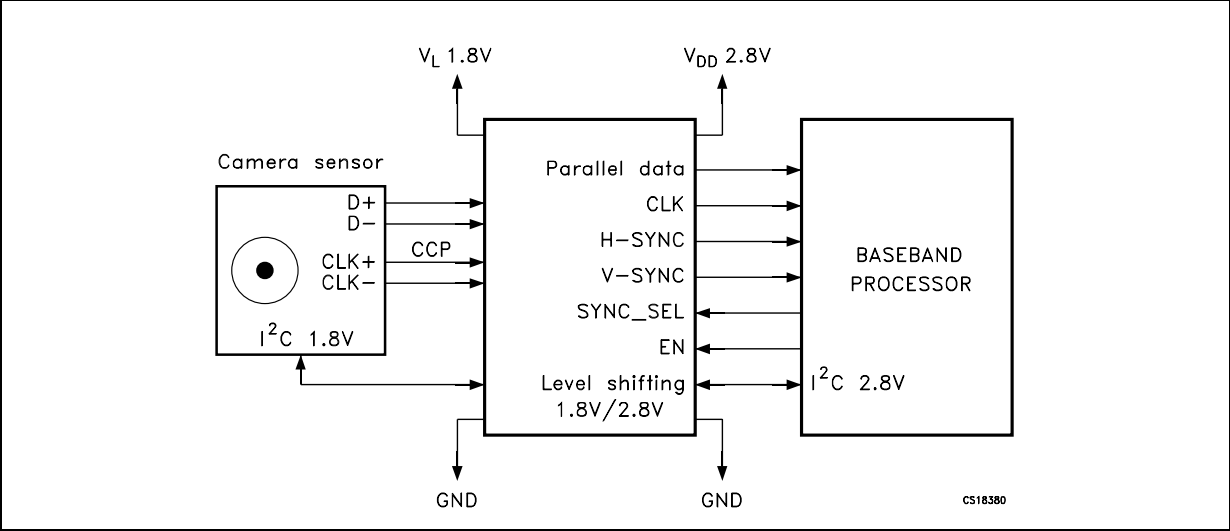 V_L 1.8V
V_DD 2.8V
Camera sensor
D+
D-
CLK+
CLK-
I²C 1.8V
CCP
Parallel data
CLK
H-SYNC
V-SYNC
SYNC_SEL
EN
Level shifting
1.8V/2.8V
BASEBAND
PROCESSOR
I²C 2.8V
GND
GND
CS18380